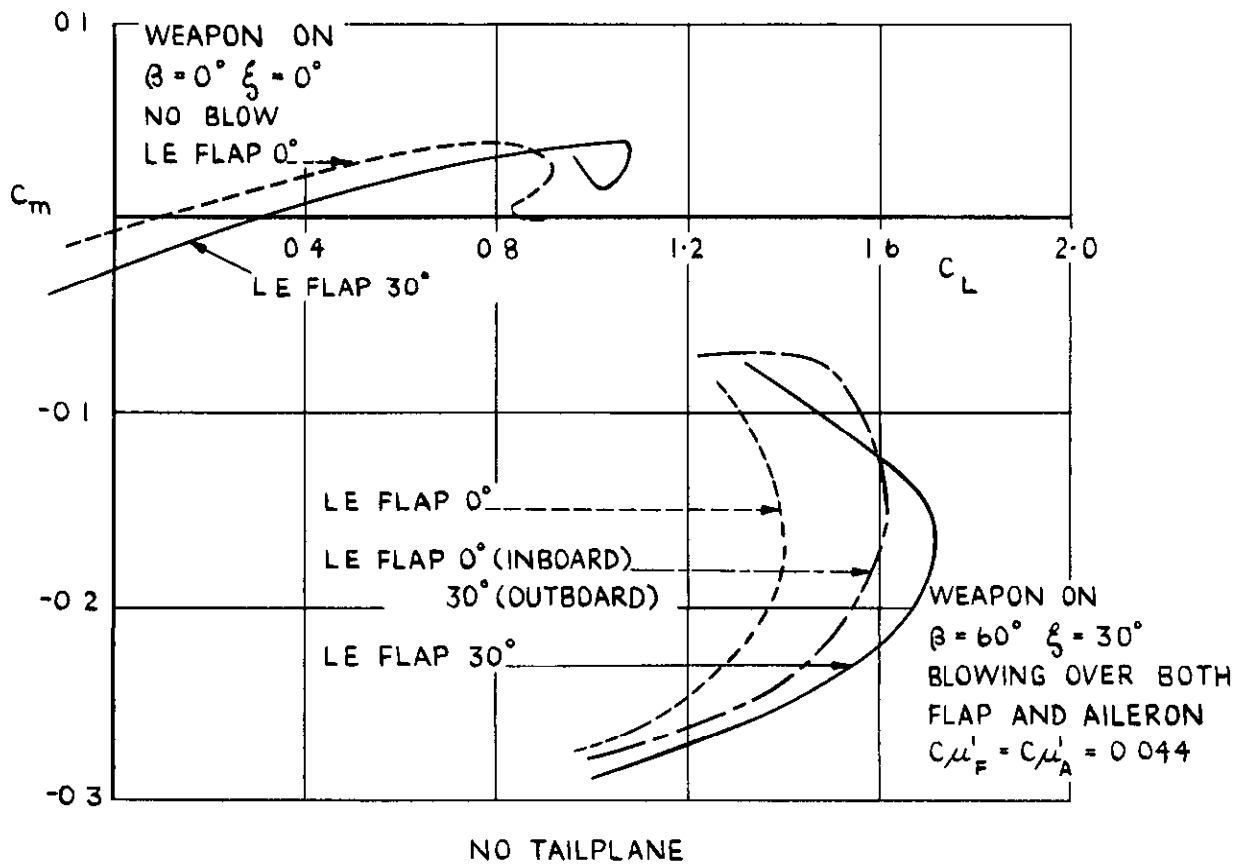 0 1
WEAPON ON
β = 0° ξ = 0°
NO BLOW
LE FLAP 0°
Cm
0 4
0 8
1·2
1·6
2·0
CL
LE FLAP 30°
-0 1
LE FLAP 0°
LE FLAP 0° (INBOARD)
30° (OUTBOARD)
-0 2
LE FLAP 30°
WEAPON ON
β = 60° ξ = 30°
BLOWING OVER BOTH
FLAP AND AILERON
Cμ'F = Cμ'A = 0 044
-0 3
NO TAILPLANE